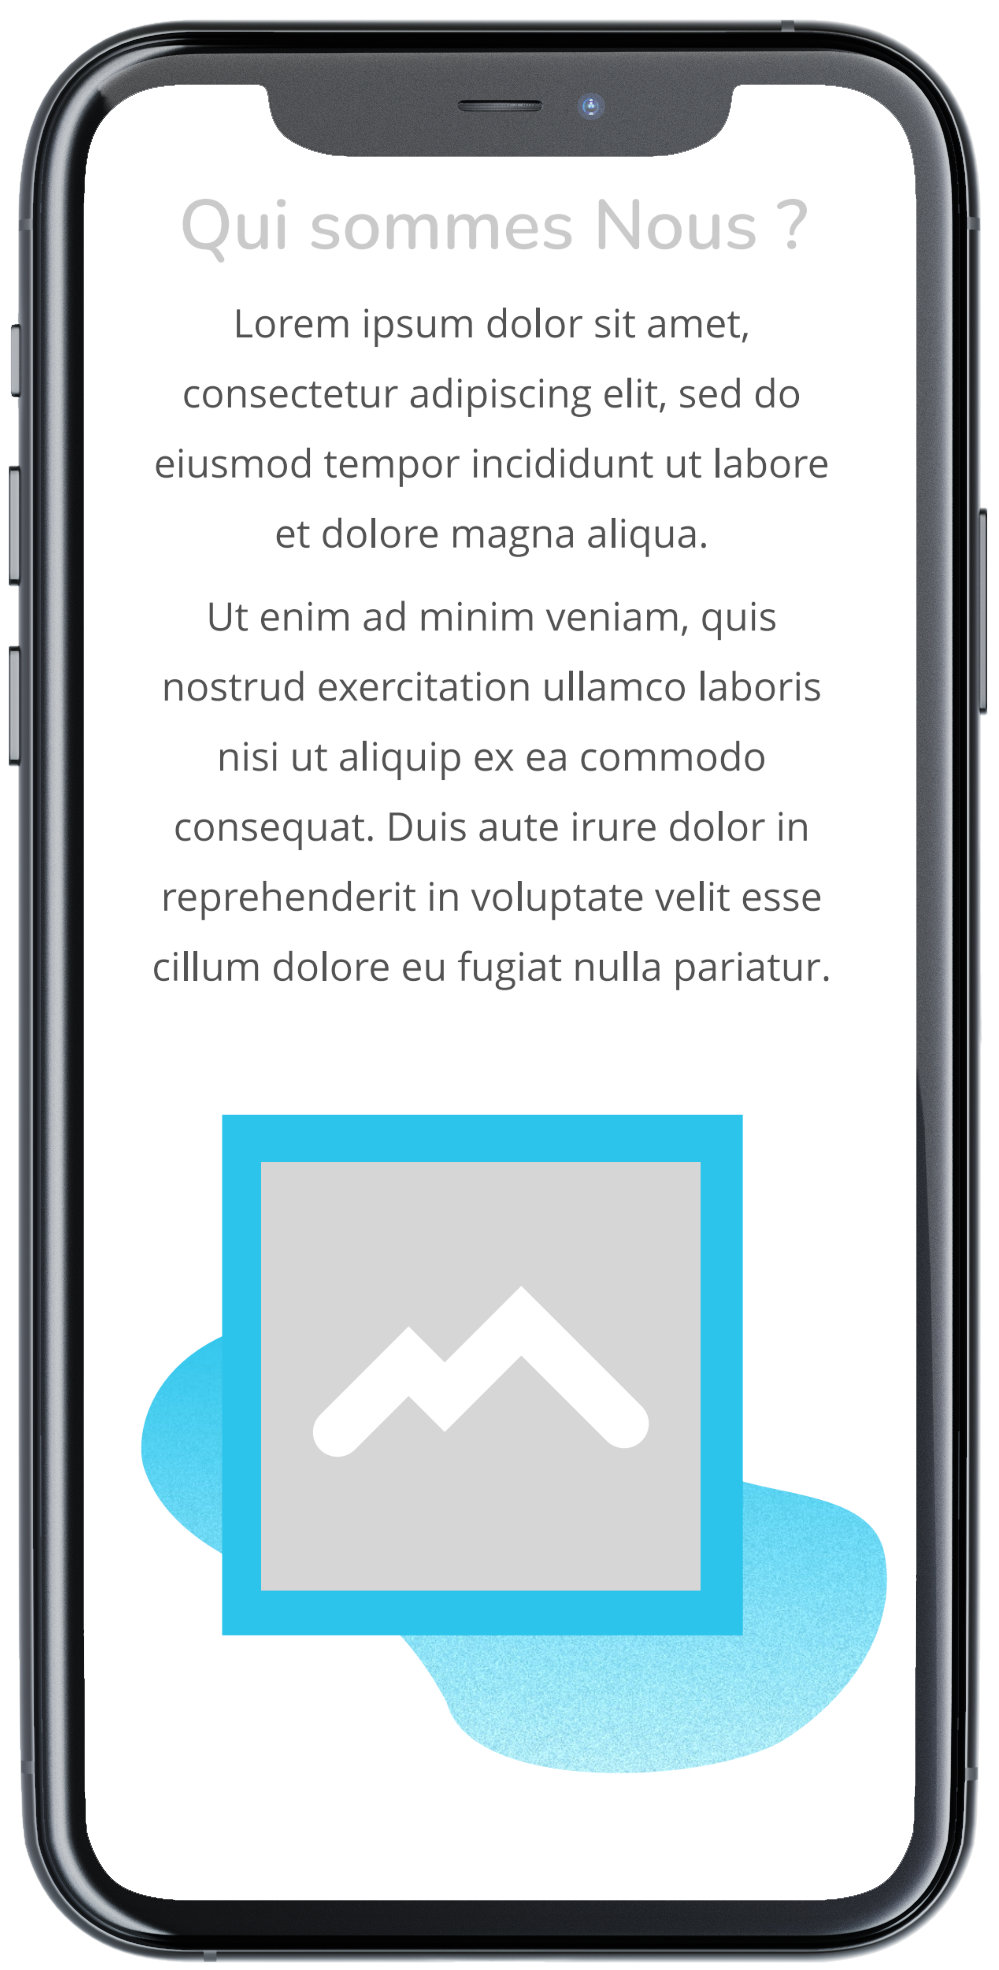 Qui sommes Nous ?
Lorem ipsum dolor sit amet,
consectetur adipiscing elit, sed do
eiusmod tempor incididunt ut labore
et dolore magna aliqua.
Ut enim ad minim veniam, quis
nostrud exercitation ullamco laboris
nisi ut aliquip ex ea commodo
consequat. Duis aute irure dolor in
reprehenderit in voluptate velit esse
cillum dolore eu fugiat nulla pariatur.